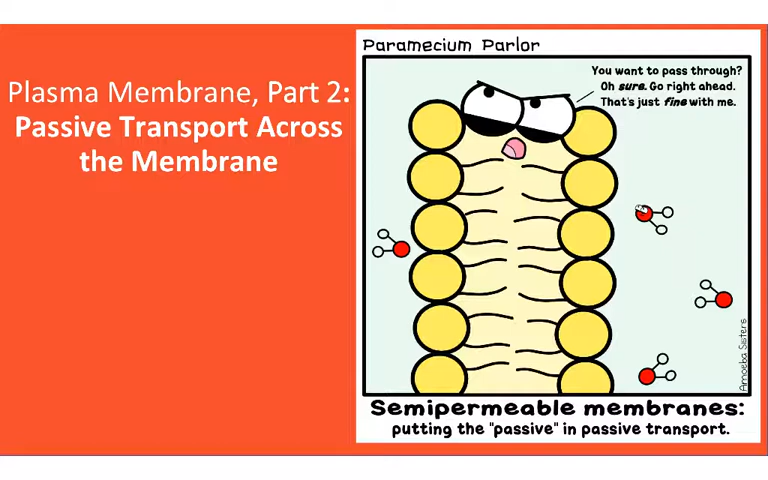 Plasma Membrane, Part 2:
Passive Transport Across
the Membrane
Paramecium Parlor
You want to pass through?
Oh sure. Go right ahead.
That's just fine with me.
Amoeba Sisters
Semipermeable membranes:
putting the "passive" in passive transport.